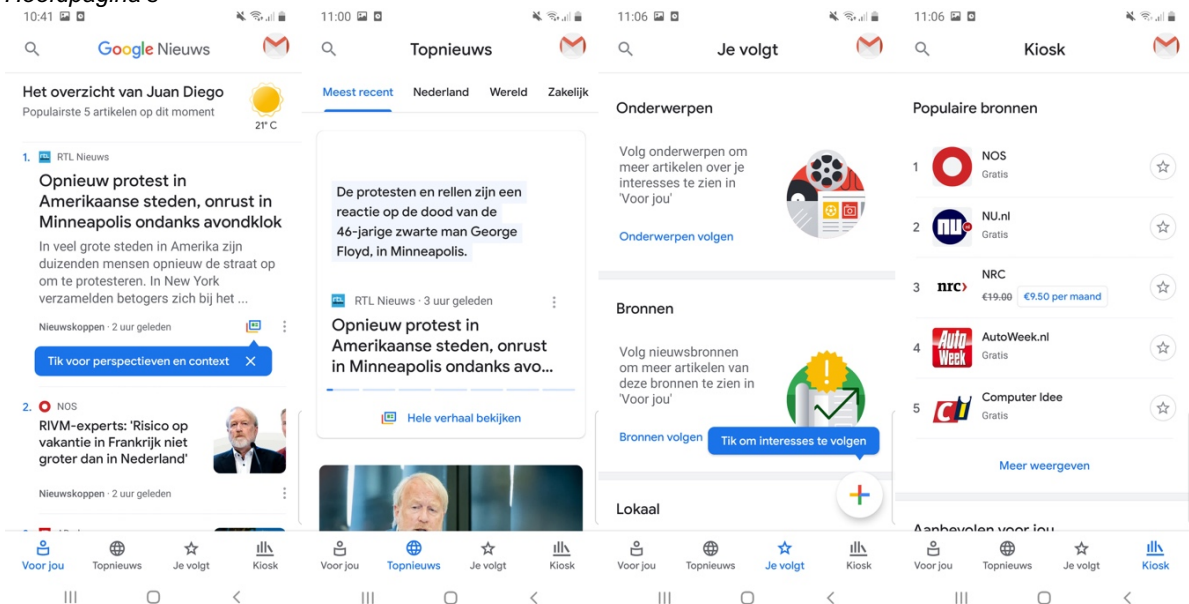 10:41
Google Nieuws
Het overzicht van Juan Diego
Populairste 5 artikelen op dit moment
21° C
1. RTL Nieuws
Opnieuw protest in
Amerikaanse steden, onrust in
Minneapolis ondanks avondklok
In veel grote steden in Amerika zijn
duizenden mensen opnieuw de straat op
om te protesteren. In New York
verzamelden betogers zich bij het ...
Nieuwskoppen · 2 uur geleden
Tik voor perspectieven en context X
2. NOS
RIVM-experts: 'Risico op
vakantie in Frankrijk niet
groter dan in Nederland'
Nieuwskoppen · 2 uur geleden
Voor jou Topnieuws Je volgt Kiosk
11:00
Topnieuws
Meest recent Nederland Wereld Zakelijk
De protesten en rellen zijn een
reactie op de dood van de
46-jarige zwarte man George
Floyd, in Minneapolis.
RTL Nieuws · 3 uur geleden
Opnieuw protest in
Amerikaanse steden, onrust
in Minneapolis ondanks avo...
Hele verhaal bekijken
Voor jou Topnieuws Je volgt Kiosk
11:06
Je volgt
Onderwerpen
Volg onderwerpen om
meer artikelen over je
interesses te zien in
'Voor jou'
Onderwerpen volgen
Bronnen
Volg nieuwsbronnen
om meer artikelen van
deze bronnen te zien in
'Voor jou'
Bronnen volgen
Tik om interesses te volgen
Lokaal
Voor jou Topnieuws Je volgt Kiosk
11:06
Kiosk
Populaire bronnen
1 NOS
Gratis
2 nu NU.nl
Gratis
3 nrc> NRC
€19.00 €9.50 per maand
4 Auto Week AutoWeek.nl
Gratis
5 Computer Idee
Gratis
Meer weergeven
Aanbevolen voor jou
Voor jou Topnieuws Je volgt Kiosk